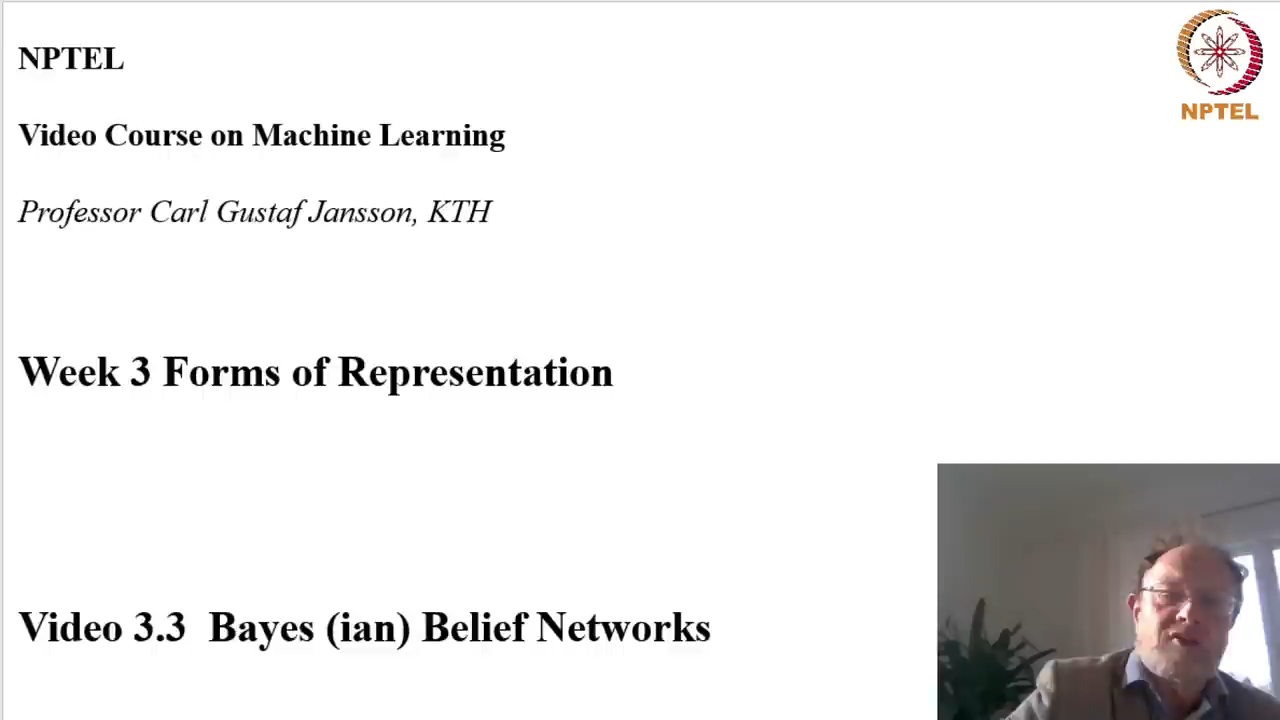 NPTEL
Video Course on Machine Learning
Professor Carl Gustaf Jansson, KTH
Week 3 Forms of Representation
Video 3.3 Bayes (ian) Belief Networks
NPTEL